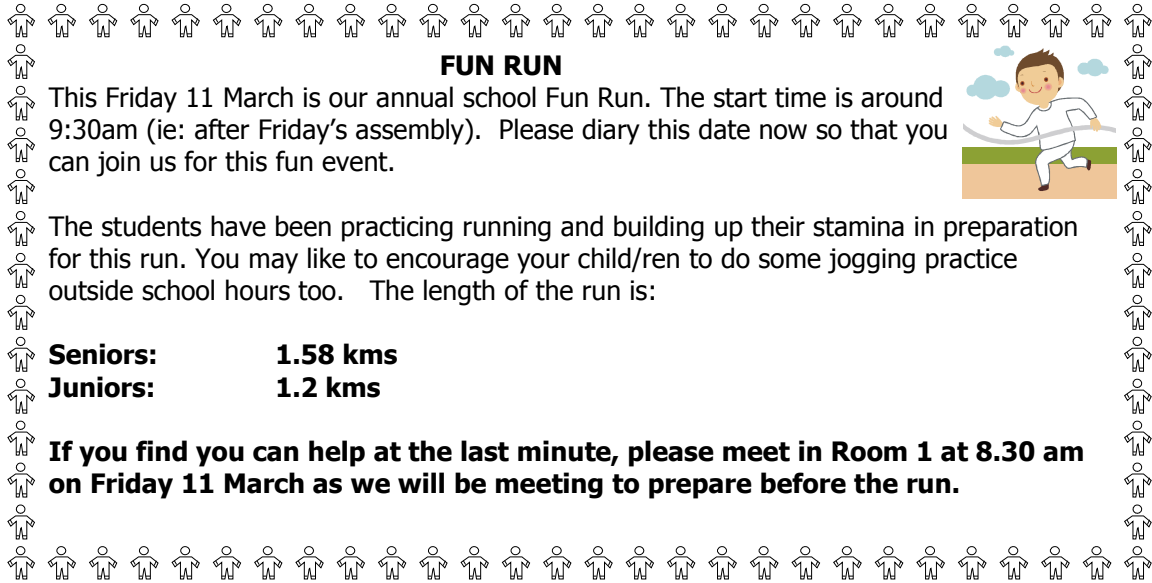 FUN RUN
This Friday 11 March is our annual school Fun Run. The start time is around
9:30am (ie: after Friday’s assembly).  Please diary this date now so that you
can join us for this fun event.
The students have been practicing running and building up their stamina in preparation
for this run. You may like to encourage your child/ren to do some jogging practice
outside school hours too.   The length of the run is:
Seniors: 1.58 kms
Juniors: 1.2 kms
If you find you can help at the last minute, please meet in Room 1 at 8.30 am
on Friday 11 March as we will be meeting to prepare before the run.